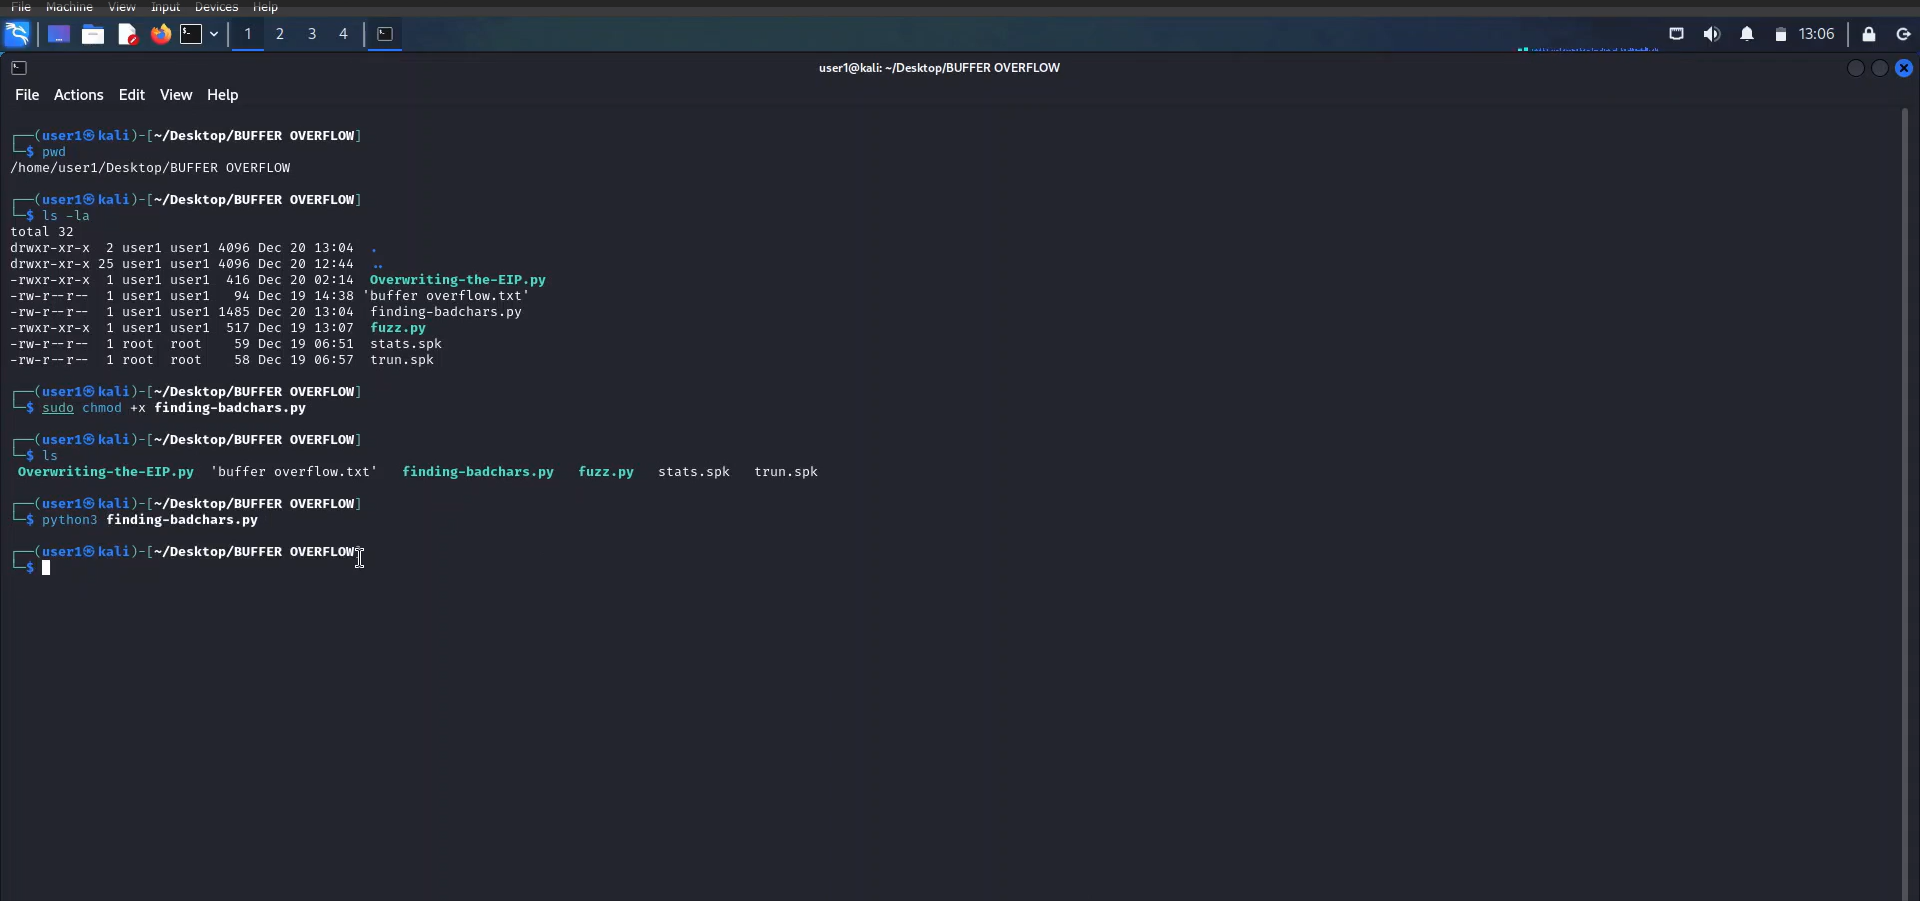 File Machine View Input Devices Help
1 2 3 4 13:06
user1@kali: ~/Desktop/BUFFER OVERFLOW
File Actions Edit View Help
┌──(user1㉿kali)-[~/Desktop/BUFFER OVERFLOW]
└─$ pwd
/home/user1/Desktop/BUFFER OVERFLOW
┌──(user1㉿kali)-[~/Desktop/BUFFER OVERFLOW]
└─$ ls -la
total 32
drwxr-xr-x 2 user1 user1 4096 Dec 20 13:04 .
drwxr-xr-x 25 user1 user1 4096 Dec 20 12:44 ..
-rwxr-xr-x 1 user1 user1 416 Dec 20 02:14 Overwriting-the-EIP.py
-rw-r--r-- 1 user1 user1 94 Dec 19 14:38 'buffer overflow.txt'
-rw-r--r-- 1 user1 user1 1485 Dec 20 13:04 finding-badchars.py
-rwxr-xr-x 1 user1 user1 517 Dec 19 13:07 fuzz.py
-rw-r--r-- 1 root root 59 Dec 19 06:51 stats.spk
-rw-r--r-- 1 root root 58 Dec 19 06:57 trun.spk
┌──(user1㉿kali)-[~/Desktop/BUFFER OVERFLOW]
└─$ sudo chmod +x finding-badchars.py
┌──(user1㉿kali)-[~/Desktop/BUFFER OVERFLOW]
└─$ ls
Overwriting-the-EIP.py 'buffer overflow.txt' finding-badchars.py fuzz.py stats.spk trun.spk
┌──(user1㉿kali)-[~/Desktop/BUFFER OVERFLOW]
└─$ python3 finding-badchars.py
┌──(user1㉿kali)-[~/Desktop/BUFFER OVERFLOW]
└─$